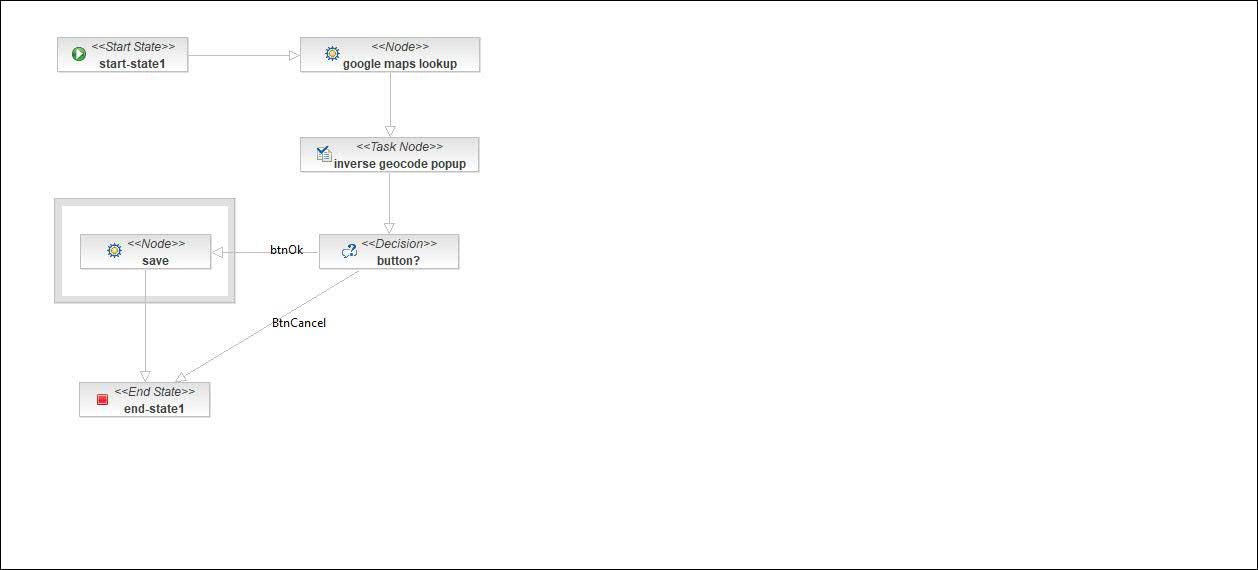 <<Start State>>
start-state1
<<Node>>
google maps lookup
<<Task Node>>
inverse geocode popup
<<Node>>
save
btnOk
<<Decision>>
button?
BtnCancel
<<End State>>
end-state1